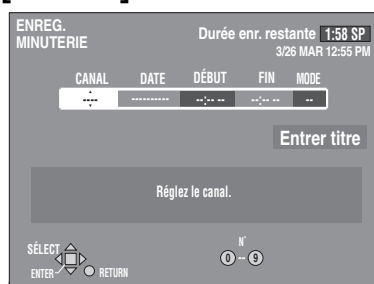 ENREG.
MINUTERIE
Durée enr. restante 1:58 SP
3/26 MAR 12:55 PM
CANAL DATE DÉBUT FIN MODE
---- ---------- --:-- -- --:-- -- --
Entrer titre
Réglez le canal.
SÉLECT
ENTER RETURN
N°
0 -- 9